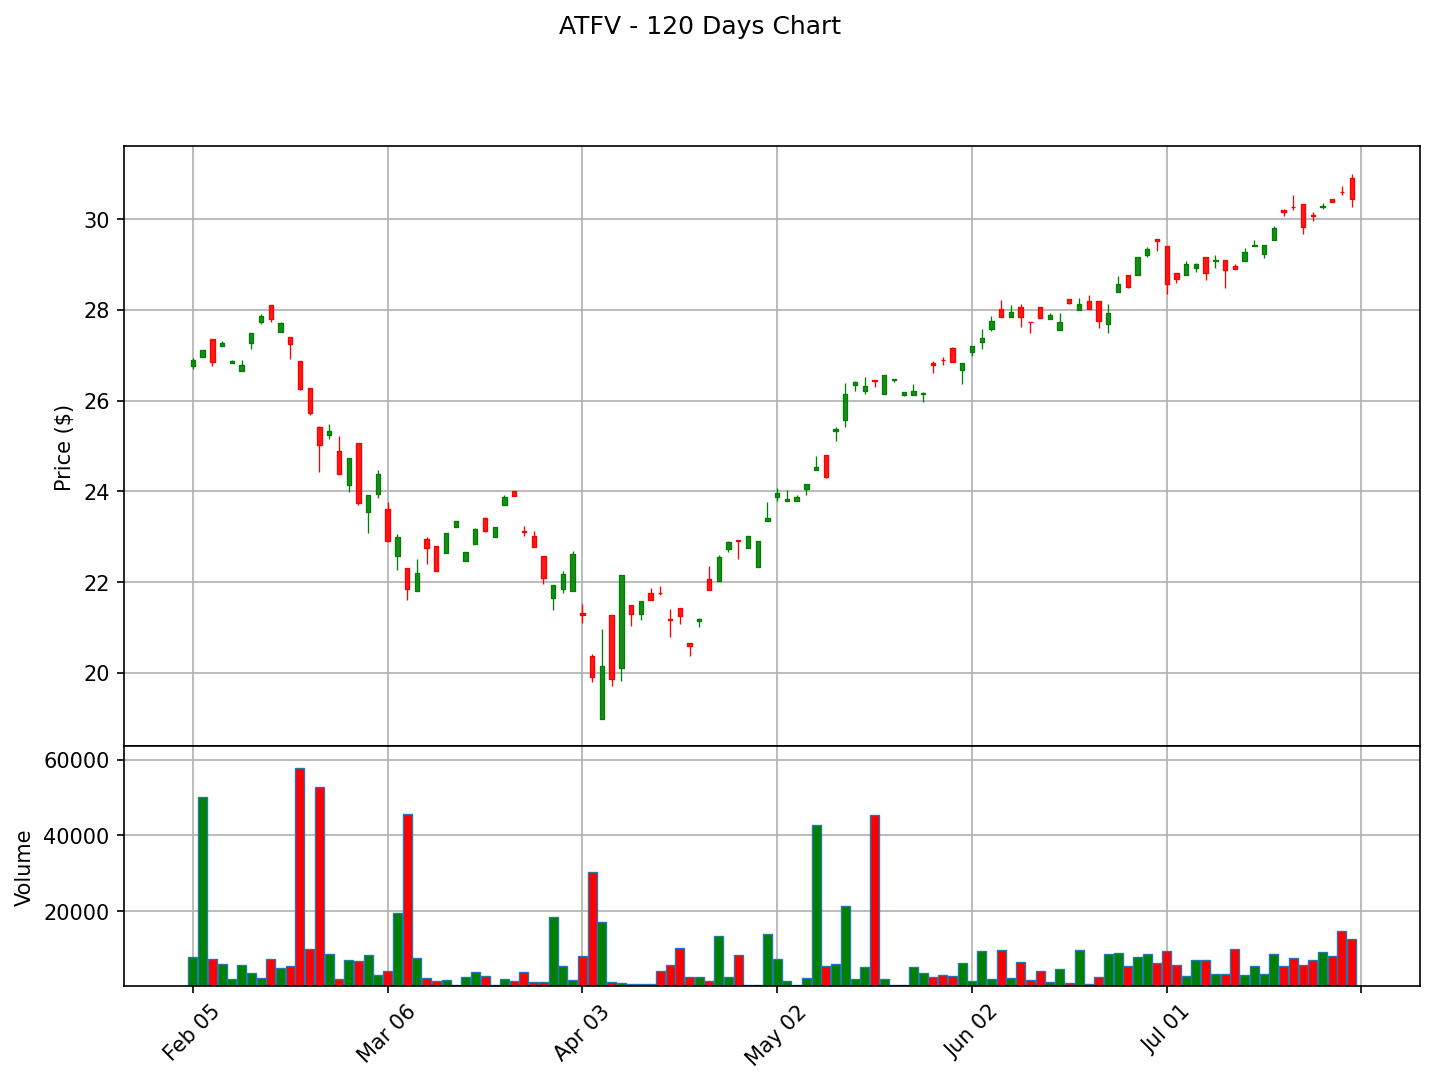 ATFV - 120 Days Chart
Price ($)
30
28
26
24
22
20
Volume
60000
40000
20000
Feb 05
Mar 06
Apr 03
May 02
Jun 02
Jul 01